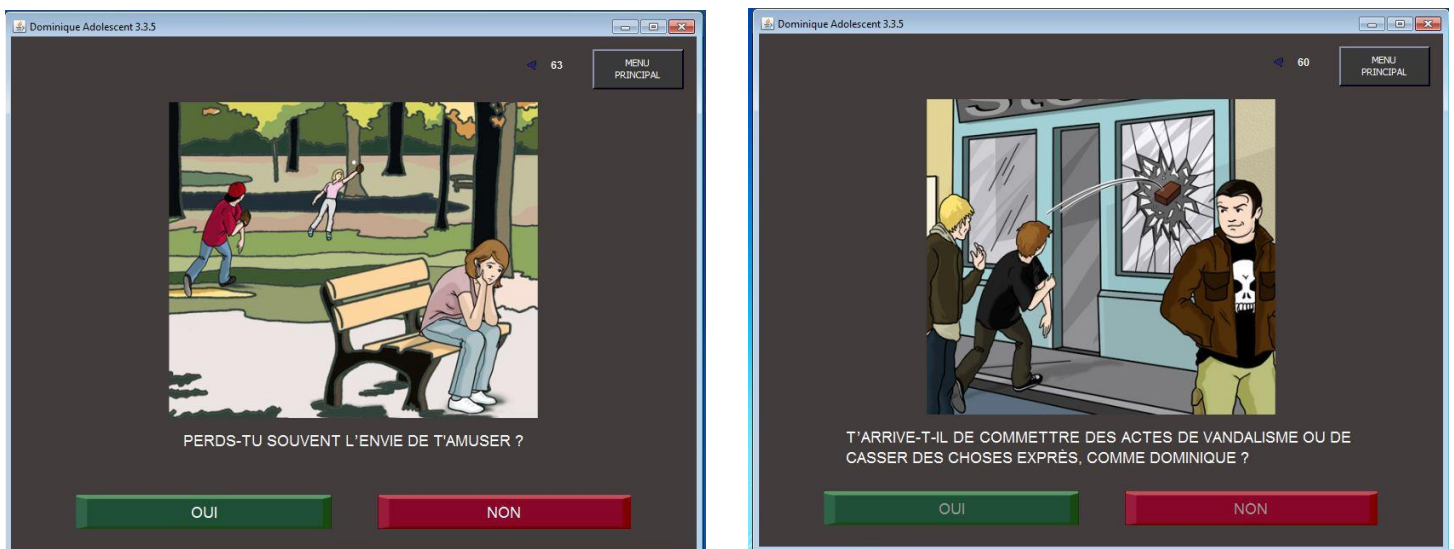 Dominique Adolescent 3.3.5
63
MENU
PRINCIPAL
PERDS-TU SOUVENT L'ENVIE DE T'AMUSER ?
OUI
NON
Dominique Adolescent 3.3.5
60
MENU
PRINCIPAL
T'ARRIVE-T-IL DE COMMETTRE DES ACTES DE VANDALISME OU DE
CASSER DES CHOSES EXPRÈS, COMME DOMINIQUE ?
OUI
NON